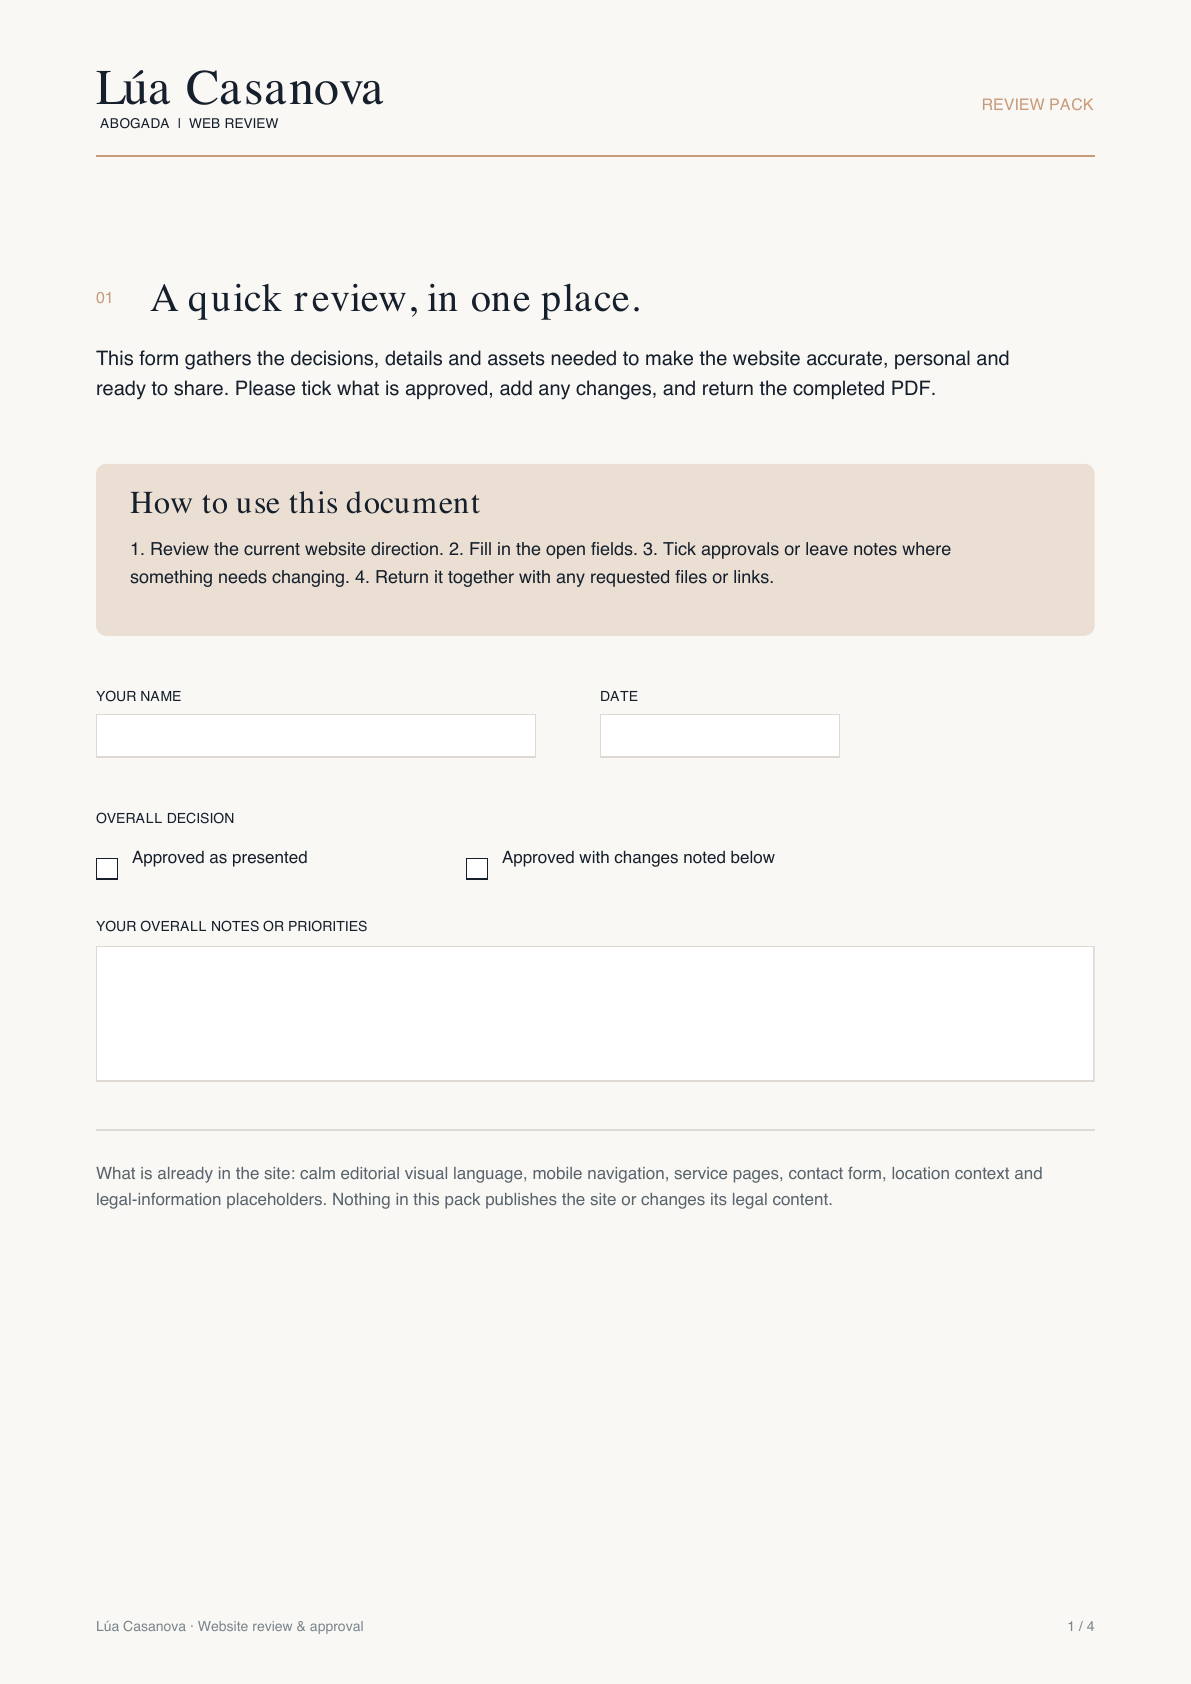 Lúa Casanova
ABOGADA | WEB REVIEW
REVIEW PACK
01 A quick review, in one place.
This form gathers the decisions, details and assets needed to make the website accurate, personal and
ready to share. Please tick what is approved, add any changes, and return the completed PDF.
How to use this document
1. Review the current website direction. 2. Fill in the open fields. 3. Tick approvals or leave notes where
something needs changing. 4. Return it together with any requested files or links.
YOUR NAME
DATE
OVERALL DECISION
Approved as presented
Approved with changes noted below
YOUR OVERALL NOTES OR PRIORITIES
What is already in the site: calm editorial visual language, mobile navigation, service pages, contact form, location context and
legal-information placeholders. Nothing in this pack publishes the site or changes its legal content.
Lúa Casanova · Website review & approval
1 / 4